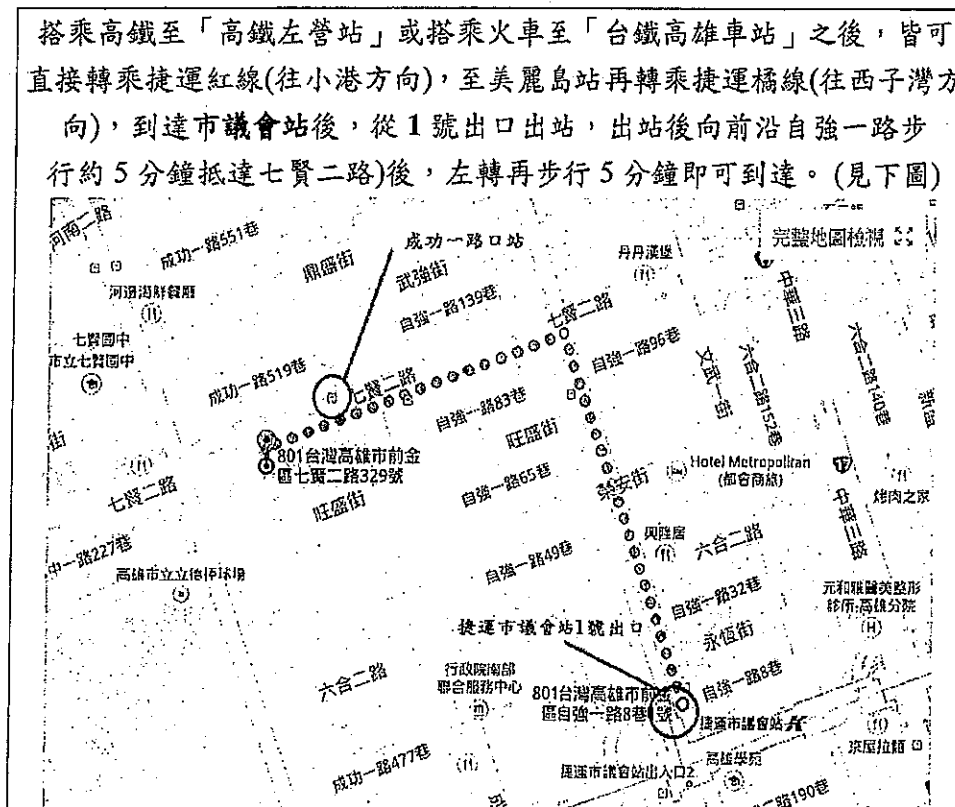 搭乘高鐵至「高鐵左營站」或搭乘火車至「台鐵高雄車站」之後，皆可
直接轉乘捷運紅線(往小港方向)，至美麗島站再轉乘捷運橘線(往西子灣方
向)，到達市議會站後，從1號出口出站，出站後向前沿自強一路步
行約5分鐘抵達七賢二路)後，左轉再步行5分鐘即可到達。(見下圖)
河南二路
成功一路551巷
成功一路口站
鼎盛街
武強街
丹丹漢堡
完整地圖檢視
中華三路
河邊海鮮餐廳
自強一路139巷
七賢二路
六合二路140巷
七賢國中
市立七賢國中
自強一路96巷
文武一街
六合二路152巷
成功一路519巷
七賢二路
自強一路83巷
街
旺盛街
801台灣高雄市前金
區七賢二路329號
Hotel Metropolitan
(都會商旅)
七賢二路
旺盛街
自強一路65巷
榮安街
中華三路
烤肉之家
中一路227巷
高雄市立立德棒球場
自強一路49巷
興隆居
六合二路
自強一路32巷
元和雅醫美整形
診所-高雄分院
捷運市議會站1號出口
永恆街
六合二路
行政院南部
聯合服務中心
801台灣高雄市前金
區自強一路8巷1號
自強一路8巷
捷運市議會站
成功一路477巷
捷運市議會站出入口2
高雄學苑
二路190巷